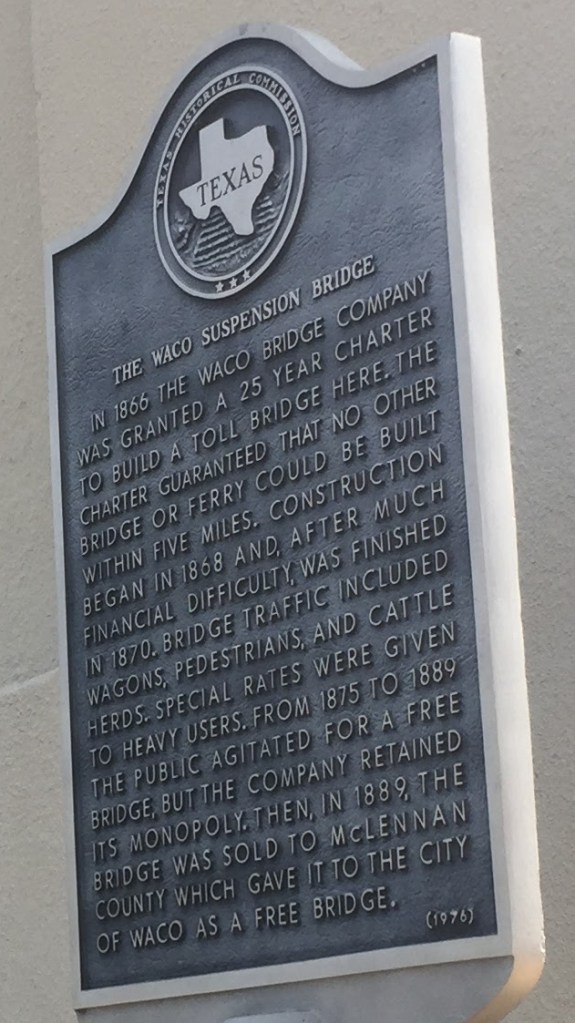 TEXAS HISTORICAL COMMISSION
TEXAS
THE WACO SUSPENSION BRIDGE
IN 1866 THE WACO BRIDGE COMPANY
WAS GRANTED A 25 YEAR CHARTER
TO BUILD A TOLL BRIDGE HERE. THE
CHARTER GUARANTEED THAT NO OTHER
BRIDGE OR FERRY COULD BE BUILT
WITHIN FIVE MILES. CONSTRUCTION
BEGAN IN 1868 AND, AFTER MUCH
FINANCIAL DIFFICULTY, WAS FINISHED
IN 1870. BRIDGE TRAFFIC INCLUDED
WAGONS, PEDESTRIANS, AND CATTLE
HERDS. SPECIAL RATES WERE GIVEN
TO HEAVY USERS. FROM 1875 TO 1889
THE PUBLIC AGITATED FOR A FREE
BRIDGE, BUT THE COMPANY RETAINED
ITS MONOPOLY. THEN, IN 1889, THE
BRIDGE WAS SOLD TO McLENNAN
COUNTY WHICH GAVE IT TO THE CITY
OF WACO AS A FREE BRIDGE.
(1976)